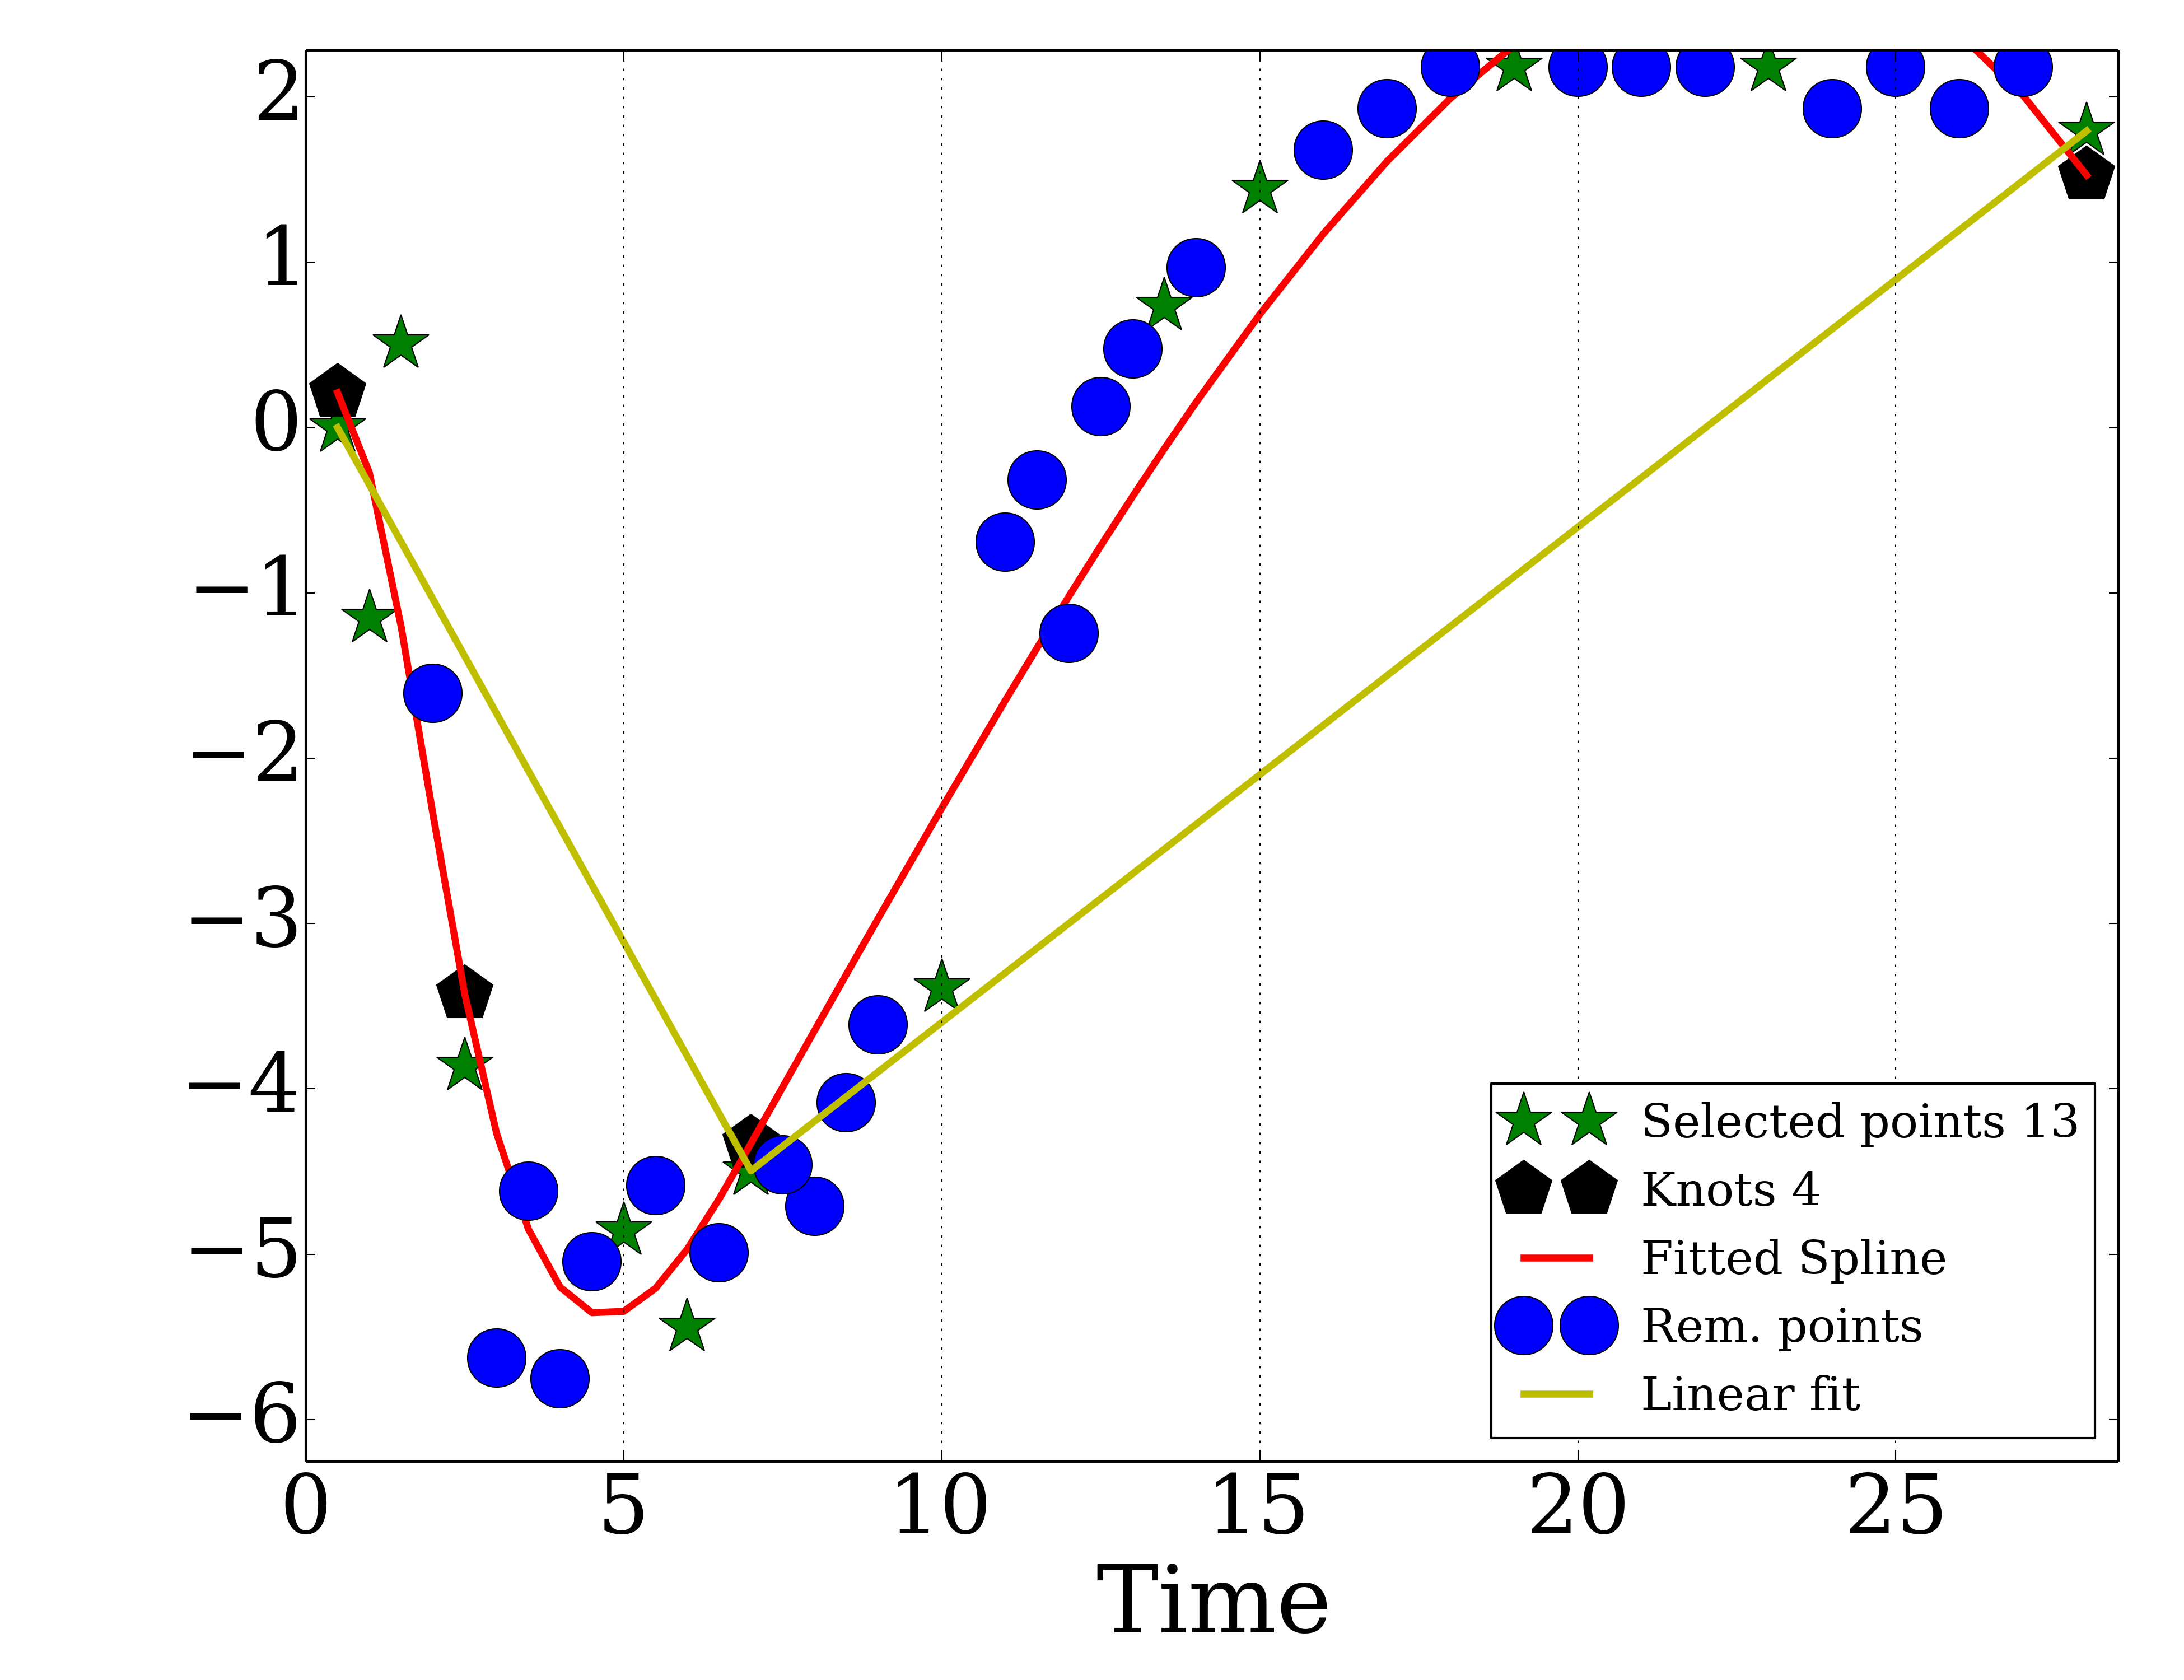 2
1
0
−1
−2
−3
−4
−5
−6
0 5 10 15 20 25
Time
Selected points 13
Knots 4
Fitted Spline
Rem. points
Linear fit